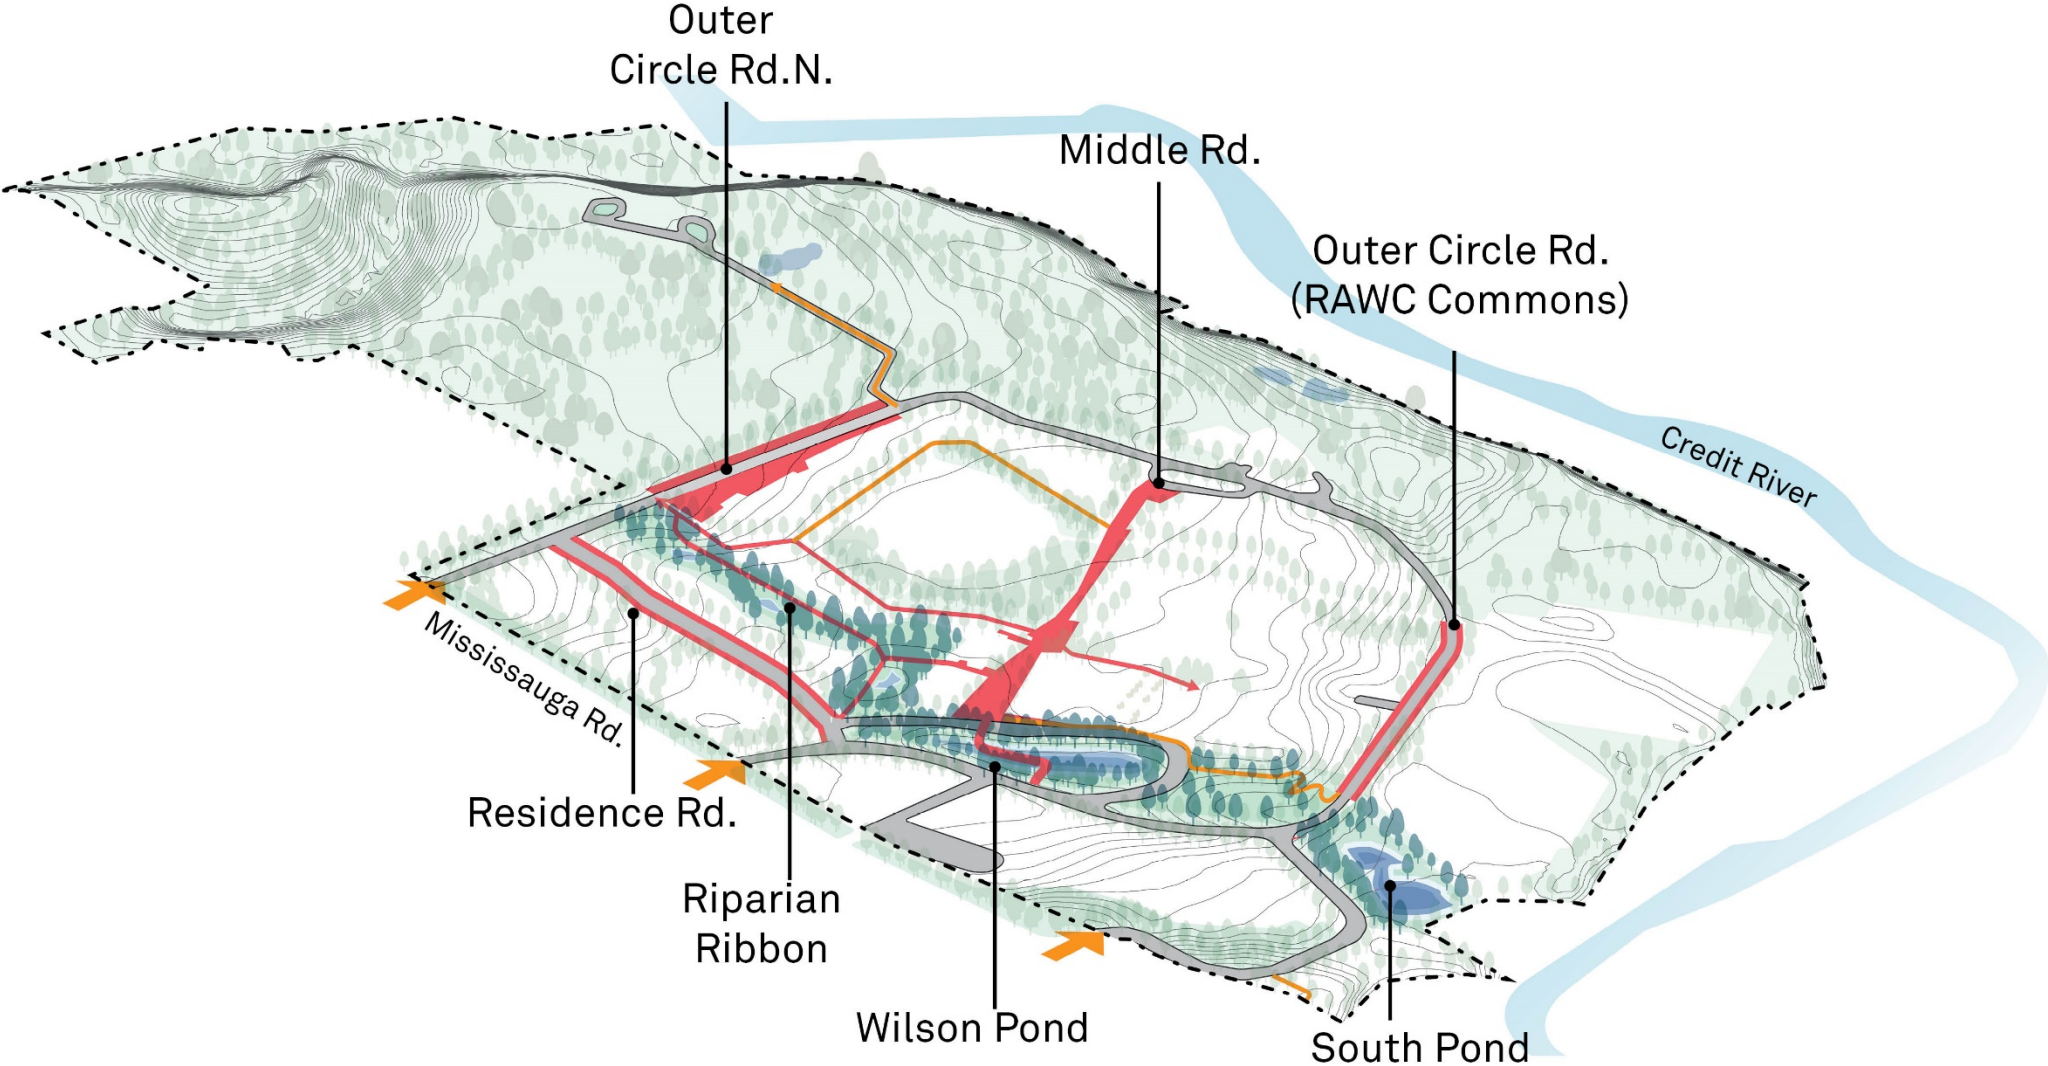 Outer
Circle Rd.N.
Middle Rd.
Outer Circle Rd.
(RAWC Commons)
Credit River
Mississauga Rd.
Residence Rd.
Riparian
Ribbon
Wilson Pond
South Pond